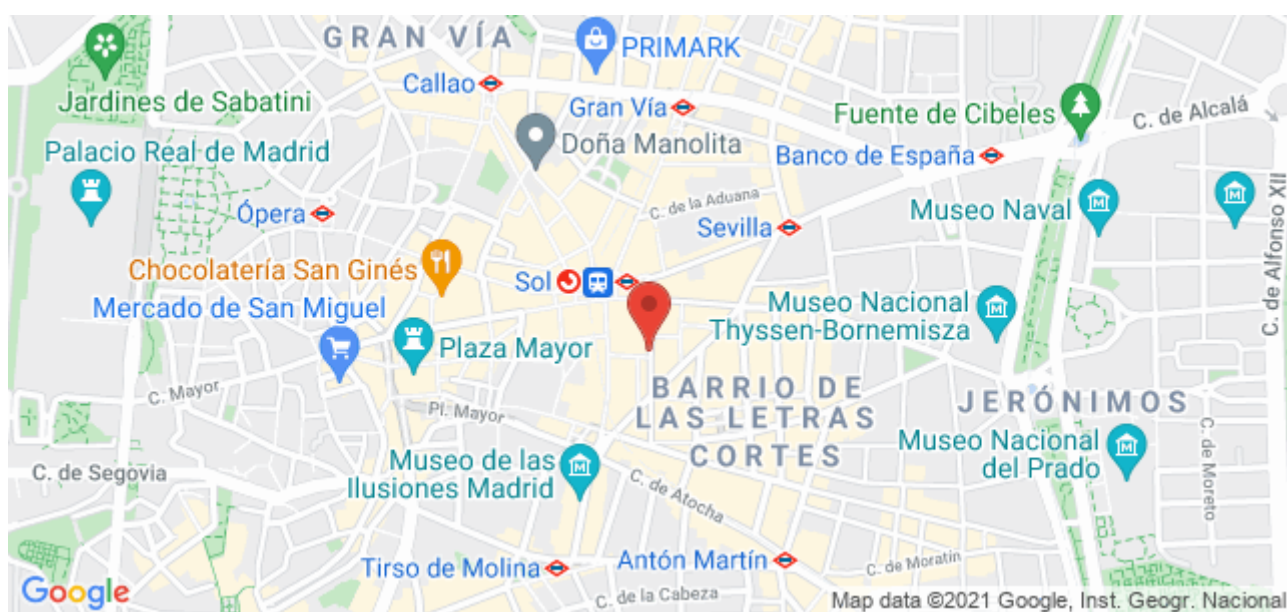 GRAN VÍA
PRIMARK
Callao
Jardines de Sabatini
Gran Vía
Fuente de Cibeles
C. de Alcalá
Doña Manolita
Palacio Real de Madrid
Banco de España
C. de la Aduana
Ópera
Sevilla
Museo Naval
C. de Alfonso XII
Chocolatería San Ginés
Sol
Mercado de San Miguel
Museo Nacional
Thyssen-Bornemisza
Plaza Mayor
C. Mayor
BARRIO DE
LAS LETRAS
CORTES
JERÓNIMOS
Pl. Mayor
Museo Nacional
del Prado
C. de Moreto
C. de Segovia
Museo de las
Ilusiones Madrid
C. de Atocha
Tirso de Molina
Antón Martín
C. de Moratín
Google
C. de la Cabeza
Map data ©2021 Google, Inst. Geogr. Nacional